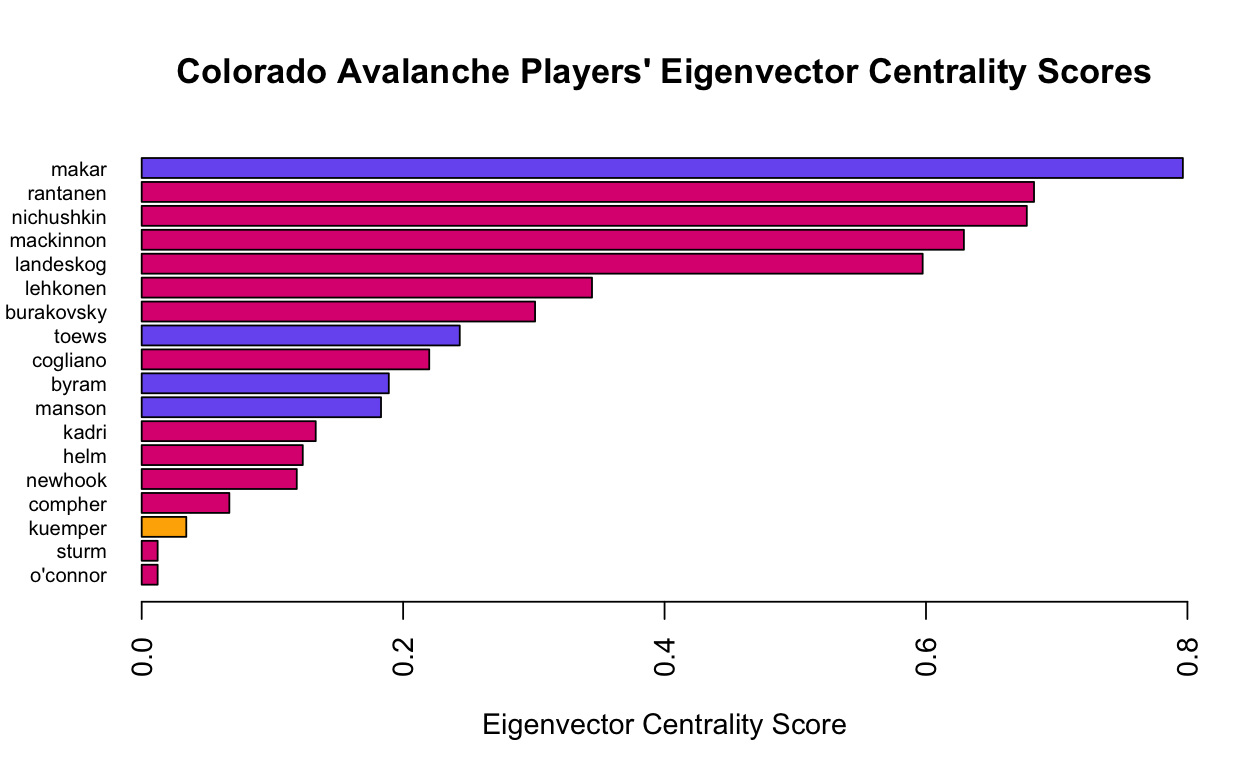 Colorado Avalanche Players' Eigenvector Centrality Scores
makar
rantanen
nichushkin
mackinnon
landeskog
lehkonen
burakovsky
toews
cogliano
byram
manson
kadri
helm
newhook
compher
kuemper
sturm
o'connor
0.0 0.2 0.4 0.6 0.8
Eigenvector Centrality Score